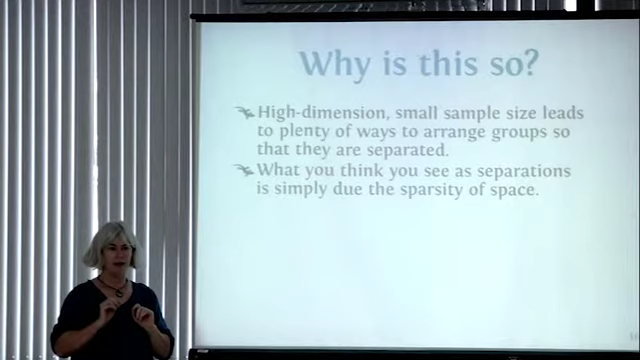 Why is this so?
High-dimension, small sample size leads
to plenty of ways to arrange groups so
that they are separated.
What you think you see as separations
is simply due the sparsity of space.